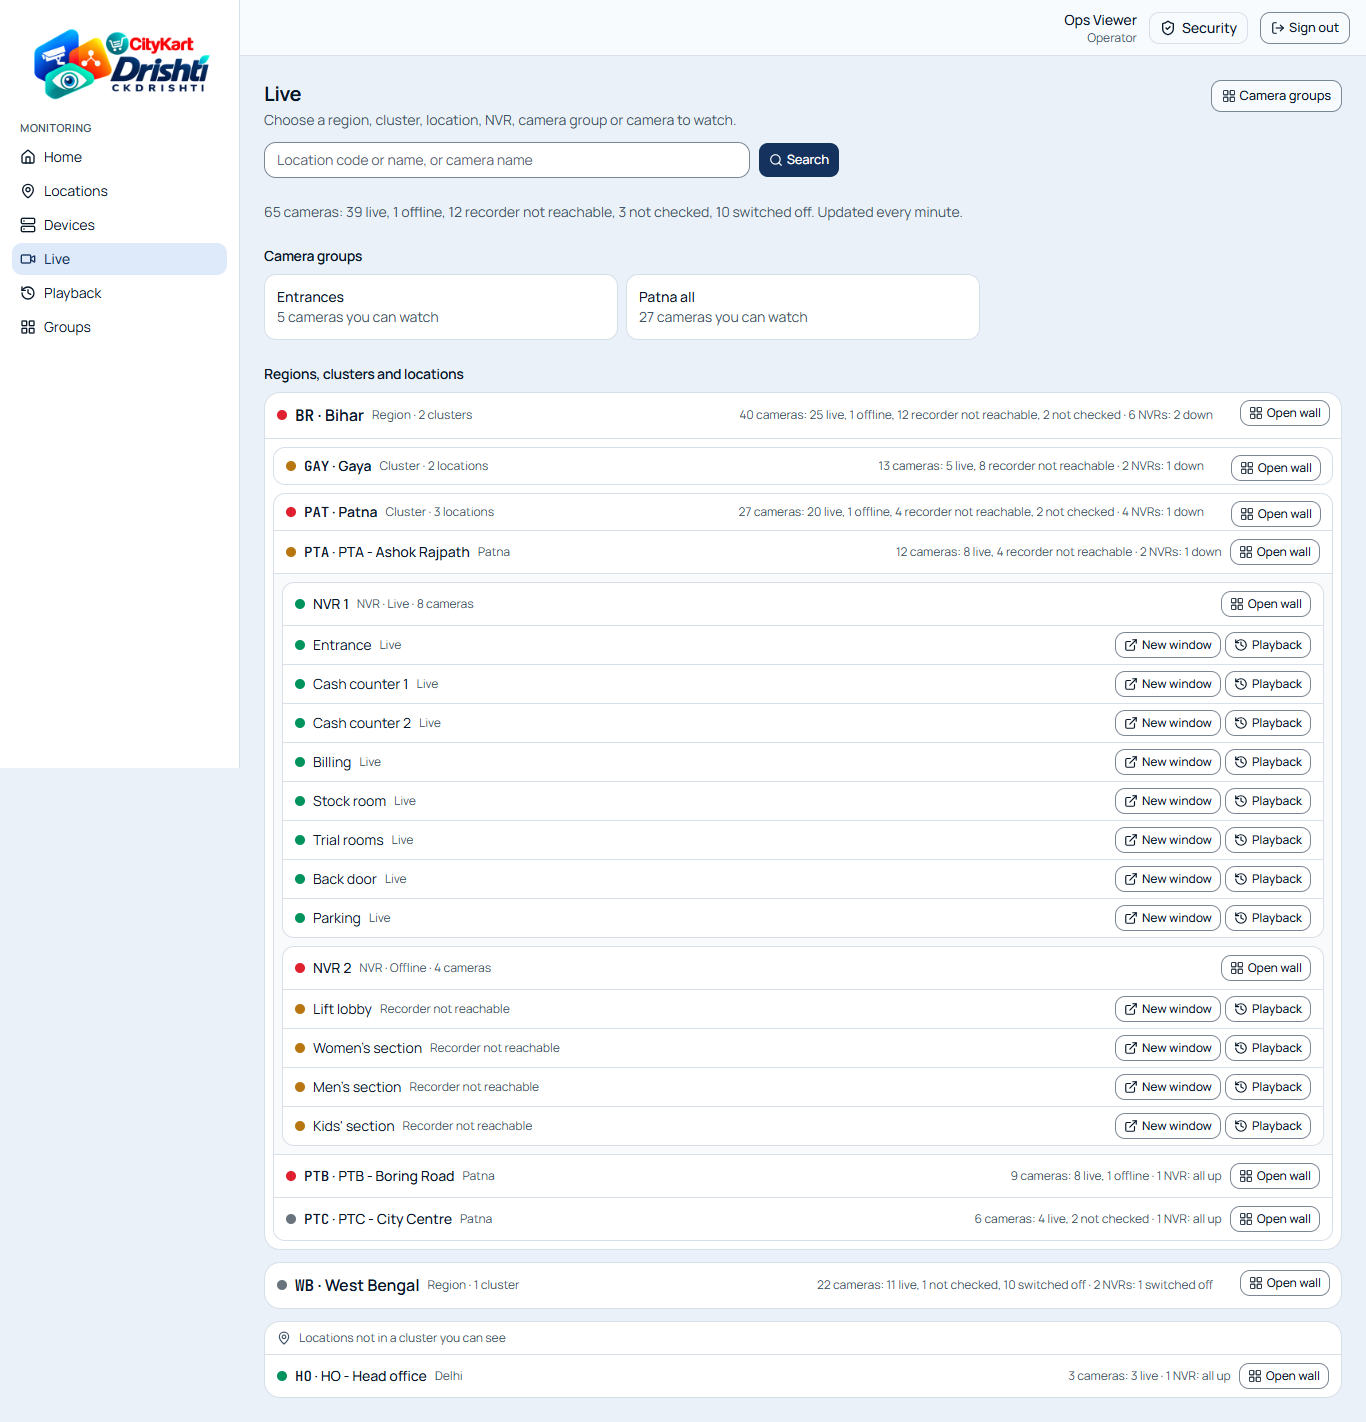 CityKart
Drishti
CKDRISHTI
Ops Viewer
Operator
Security
Sign out
MONITORING
Home
Locations
Devices
Live
Playback
Groups
Live
Camera groups
Choose a region, cluster, location, NVR, camera group or camera to watch.
Location code or name, or camera name
Search
65 cameras: 39 live, 1 offline, 12 recorder not reachable, 3 not checked, 10 switched off. Updated every minute.
Camera groups
Entrances
5 cameras you can watch
Patna all
27 cameras you can watch
Regions, clusters and locations
BR · Bihar Region · 2 clusters 40 cameras: 25 live, 1 offline, 12 recorder not reachable, 2 not checked · 6 NVRs: 2 down Open wall
GAY · Gaya Cluster · 2 locations 13 cameras: 5 live, 8 recorder not reachable · 2 NVRs: 1 down Open wall
PAT · Patna Cluster · 3 locations 27 cameras: 20 live, 1 offline, 4 recorder not reachable, 2 not checked · 4 NVRs: 1 down Open wall
PTA · PTA - Ashok Rajpath Patna 12 cameras: 8 live, 4 recorder not reachable · 2 NVRs: 1 down Open wall
NVR 1 NVR · Live · 8 cameras Open wall
Entrance Live New window Playback
Cash counter 1 Live New window Playback
Cash counter 2 Live New window Playback
Billing Live New window Playback
Stock room Live New window Playback
Trial rooms Live New window Playback
Back door Live New window Playback
Parking Live New window Playback
NVR 2 NVR · Offline · 4 cameras Open wall
Lift lobby Recorder not reachable New window Playback
Women's section Recorder not reachable New window Playback
Men's section Recorder not reachable New window Playback
Kids' section Recorder not reachable New window Playback
PTB · PTB - Boring Road Patna 9 cameras: 8 live, 1 offline · 1 NVR: all up Open wall
PTC · PTC - City Centre Patna 6 cameras: 4 live, 2 not checked · 1 NVR: all up Open wall
WB · West Bengal Region · 1 cluster 22 cameras: 11 live, 1 not checked, 10 switched off · 2 NVRs: 1 switched off Open wall
Locations not in a cluster you can see
HO · HO - Head office Delhi 3 cameras: 3 live · 1 NVR: all up Open wall